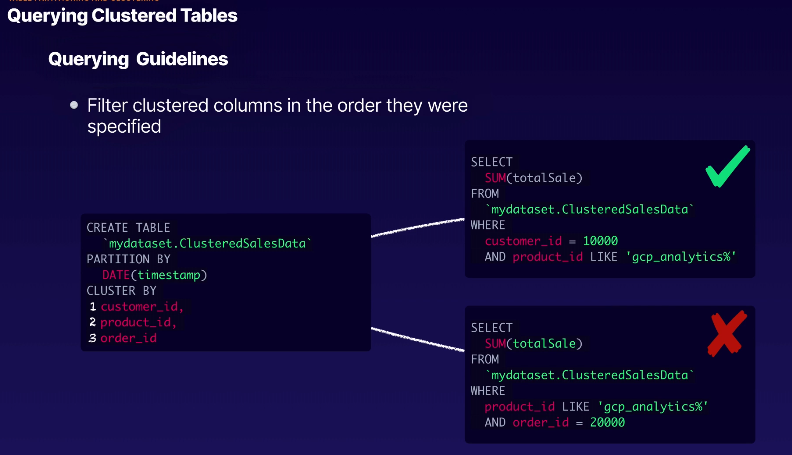 Querying Clustered Tables
Querying Guidelines
• Filter clustered columns in the order they were
specified
CREATE TABLE
`mydataset.ClusteredSalesData`
PARTITION BY
DATE(timestamp)
CLUSTER BY
1 customer_id,
2 product_id,
3 order_id
SELECT
SUM(totalSale)
FROM
`mydataset.ClusteredSalesData`
WHERE
customer_id = 10000
AND product_id LIKE 'gcp_analytics%'
SELECT
SUM(totalSale)
FROM
`mydataset.ClusteredSalesData`
WHERE
product_id LIKE 'gcp_analytics%'
AND order_id = 20000